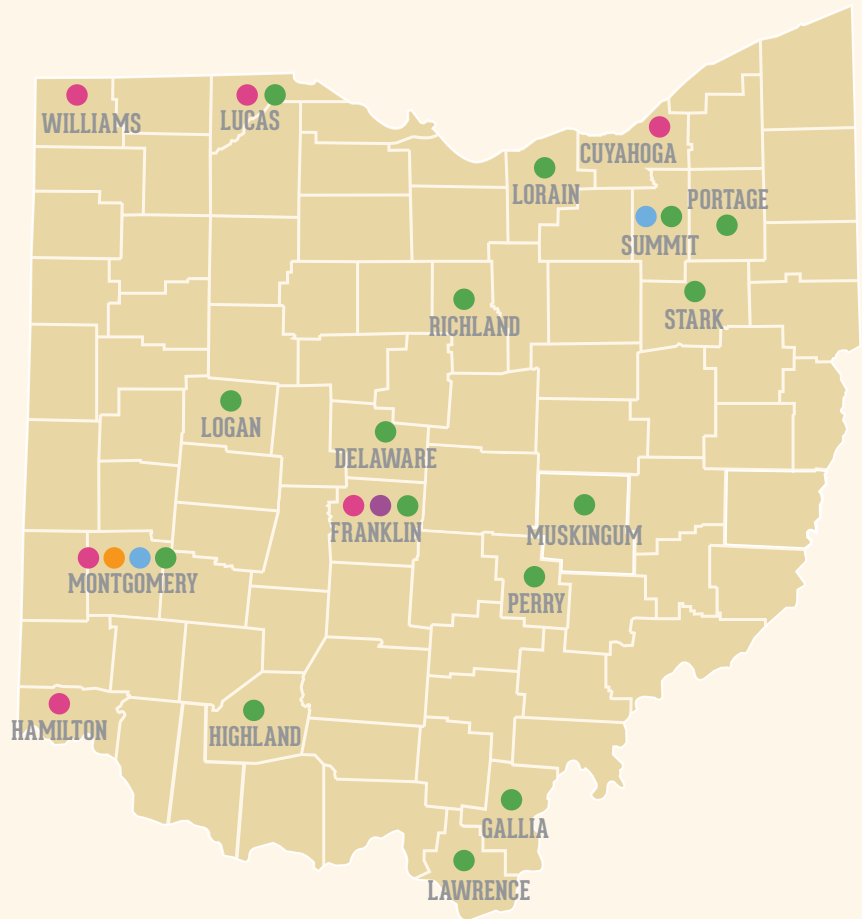 WILLIAMS
LUCAS
CUYAHOGA
LORAIN
PORTAGE
SUMMIT
STARK
RICHLAND
LOGAN
DELAWARE
FRANKLIN
MUSKINGUM
MONTGOMERY
PERRY
HAMILTON
HIGHLAND
GALLIA
LAWRENCE